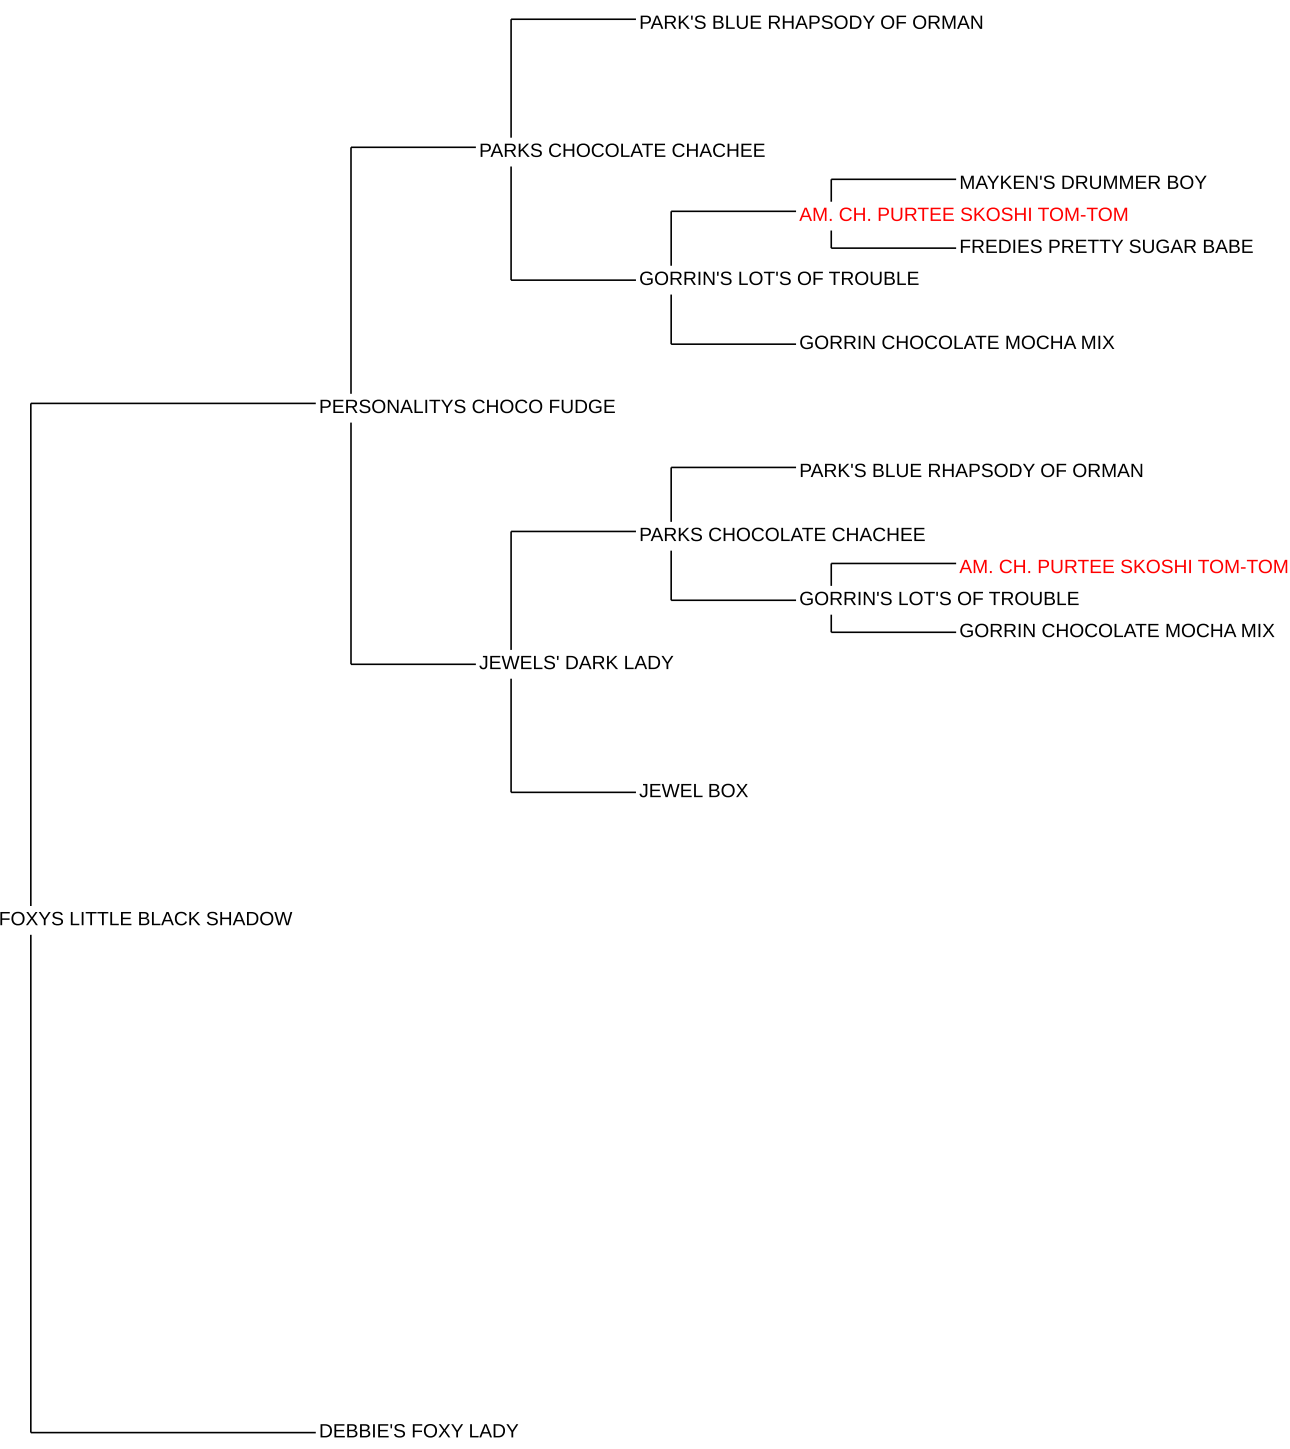 PARK'S BLUE RHAPSODY OF ORMAN
PARKS CHOCOLATE CHACHEE
MAYKEN'S DRUMMER BOY
AM. CH. PURTEE SKOSHI TOM-TOM
FREDIES PRETTY SUGAR BABE
GORRIN'S LOT'S OF TROUBLE
GORRIN CHOCOLATE MOCHA MIX
PERSONALITYS CHOCO FUDGE
PARK'S BLUE RHAPSODY OF ORMAN
PARKS CHOCOLATE CHACHEE
AM. CH. PURTEE SKOSHI TOM-TOM
GORRIN'S LOT'S OF TROUBLE
GORRIN CHOCOLATE MOCHA MIX
JEWELS' DARK LADY
JEWEL BOX
FOXYS LITTLE BLACK SHADOW
DEBBIE'S FOXY LADY